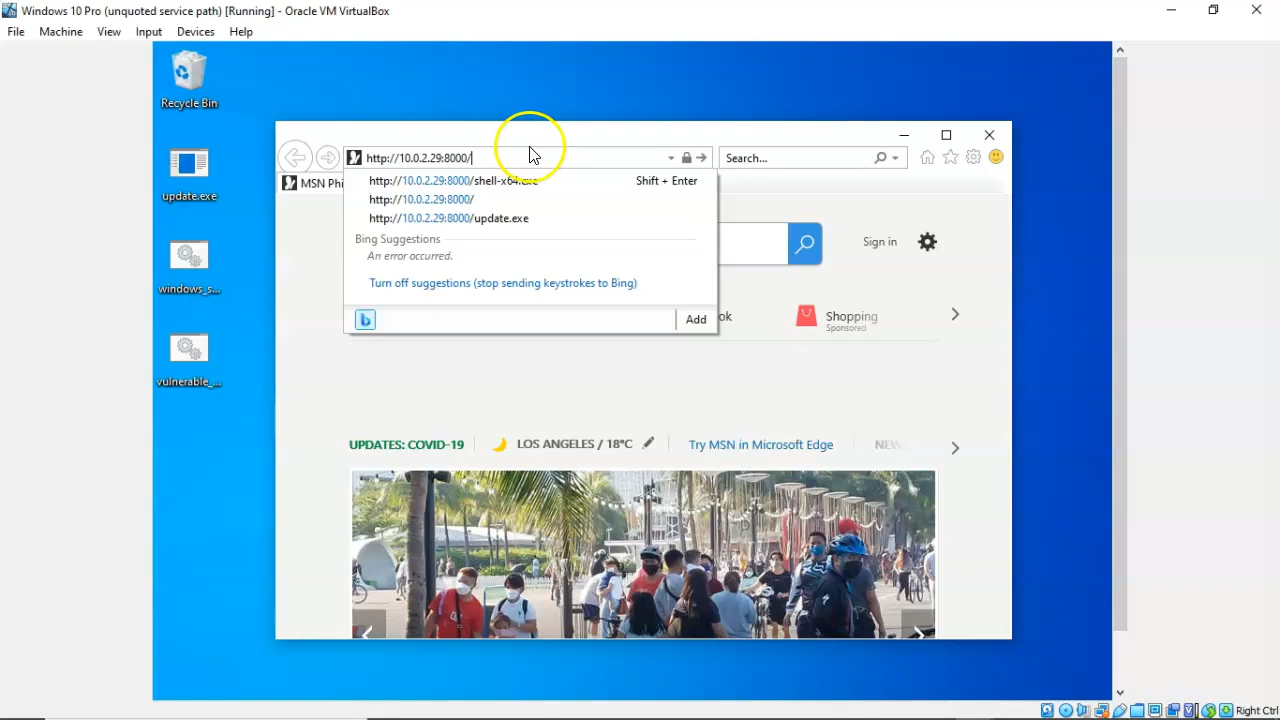 Windows 10 Pro (unquoted service path) [Running] - Oracle VM VirtualBox
File Machine View Input Devices Help
Recycle Bin
update.exe
windows_s...
vulnerable_...
http://10.0.2.29:8000/
Search...
MSN Phi
http://10.0.2.29:8000/shell-x64.exe Shift + Enter
http://10.0.2.29:8000/
http://10.0.2.29:8000/update.exe
Bing Suggestions
An error occurred.
Turn off suggestions (stop sending keystrokes to Bing)
Add
Sign in
ok
Shopping
Sponsored
UPDATES: COVID-19
LOS ANGELES / 18°C
Try MSN in Microsoft Edge
NEW
Right Ctrl